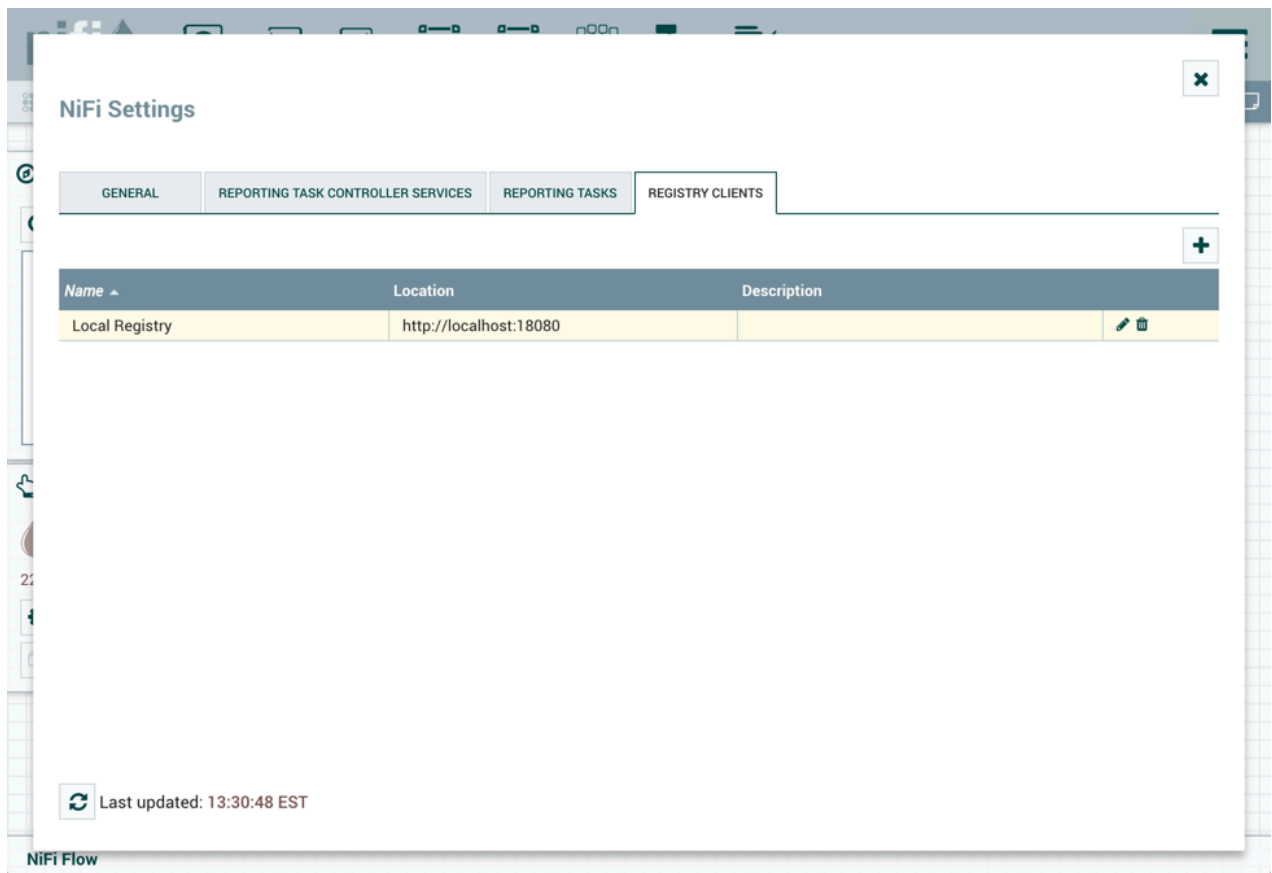 NiFi Settings
GENERAL REPORTING TASK CONTROLLER SERVICES REPORTING TASKS REGISTRY CLIENTS
Name Location Description
Local Registry http://localhost:18080
Last updated: 13:30:48 EST
NiFi Flow